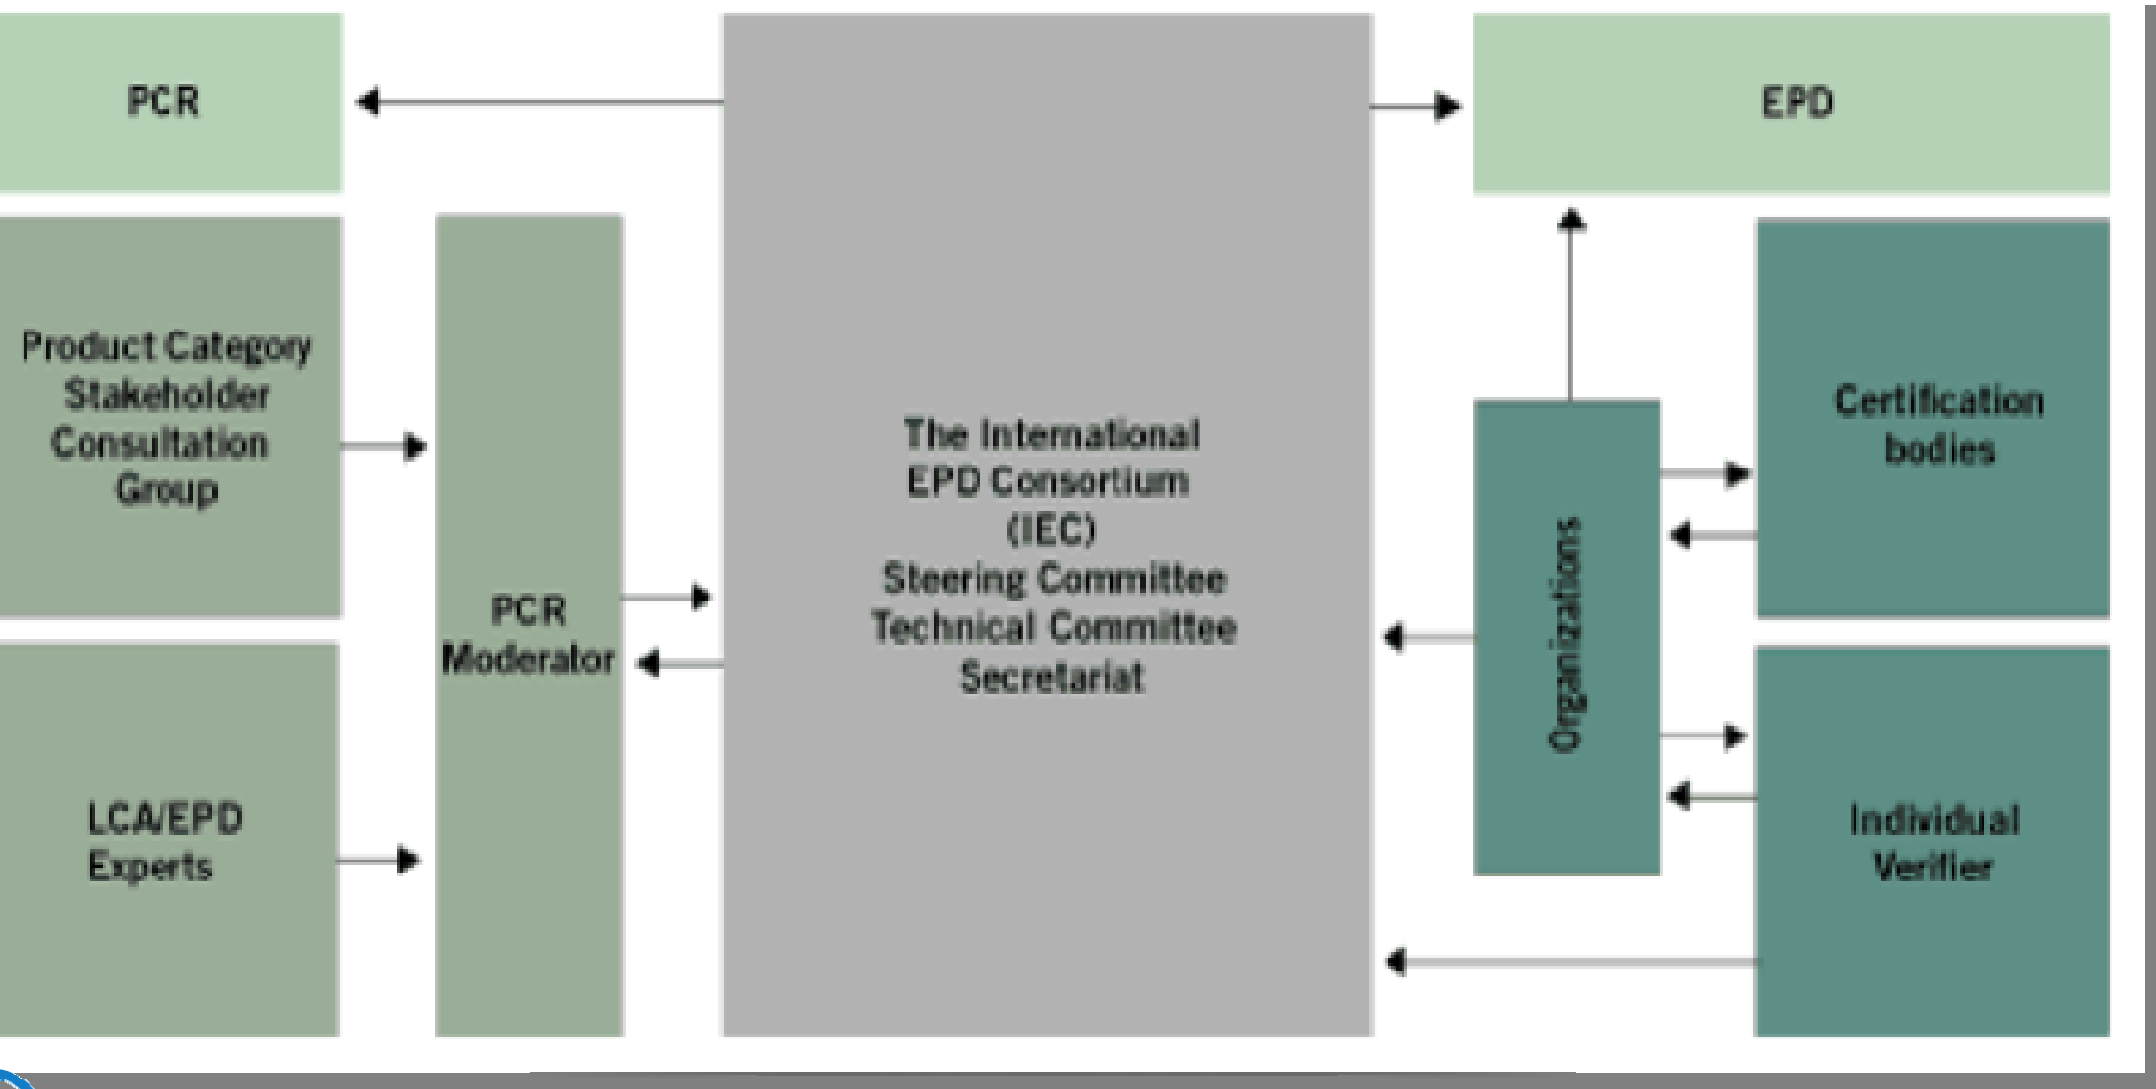 PCR
EPD
Product Category
Stakeholder
Consultation
Group
LCA/EPD
Experts
PCR
Moderator
The International
EPD Consortium
(IEC)
Steering Committee
Technical Committee
Secretariat
Organizations
Certification
bodies
Individual
Verifier